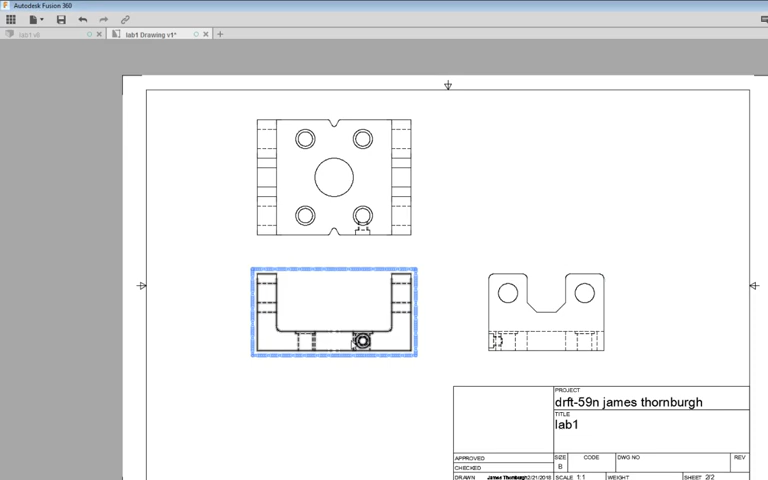 Autodesk Fusion 360
lab1 v8
lab1 Drawing v1*
PROJECT
drft-59n james thornburgh
TITLE
lab1
APPROVED
CHECKED
DRAWN James Thornburgh 2/21/2018
SIZE
B
CODE
DWG NO
REV
SCALE 1:1
WEIGHT
SHEET 2/2